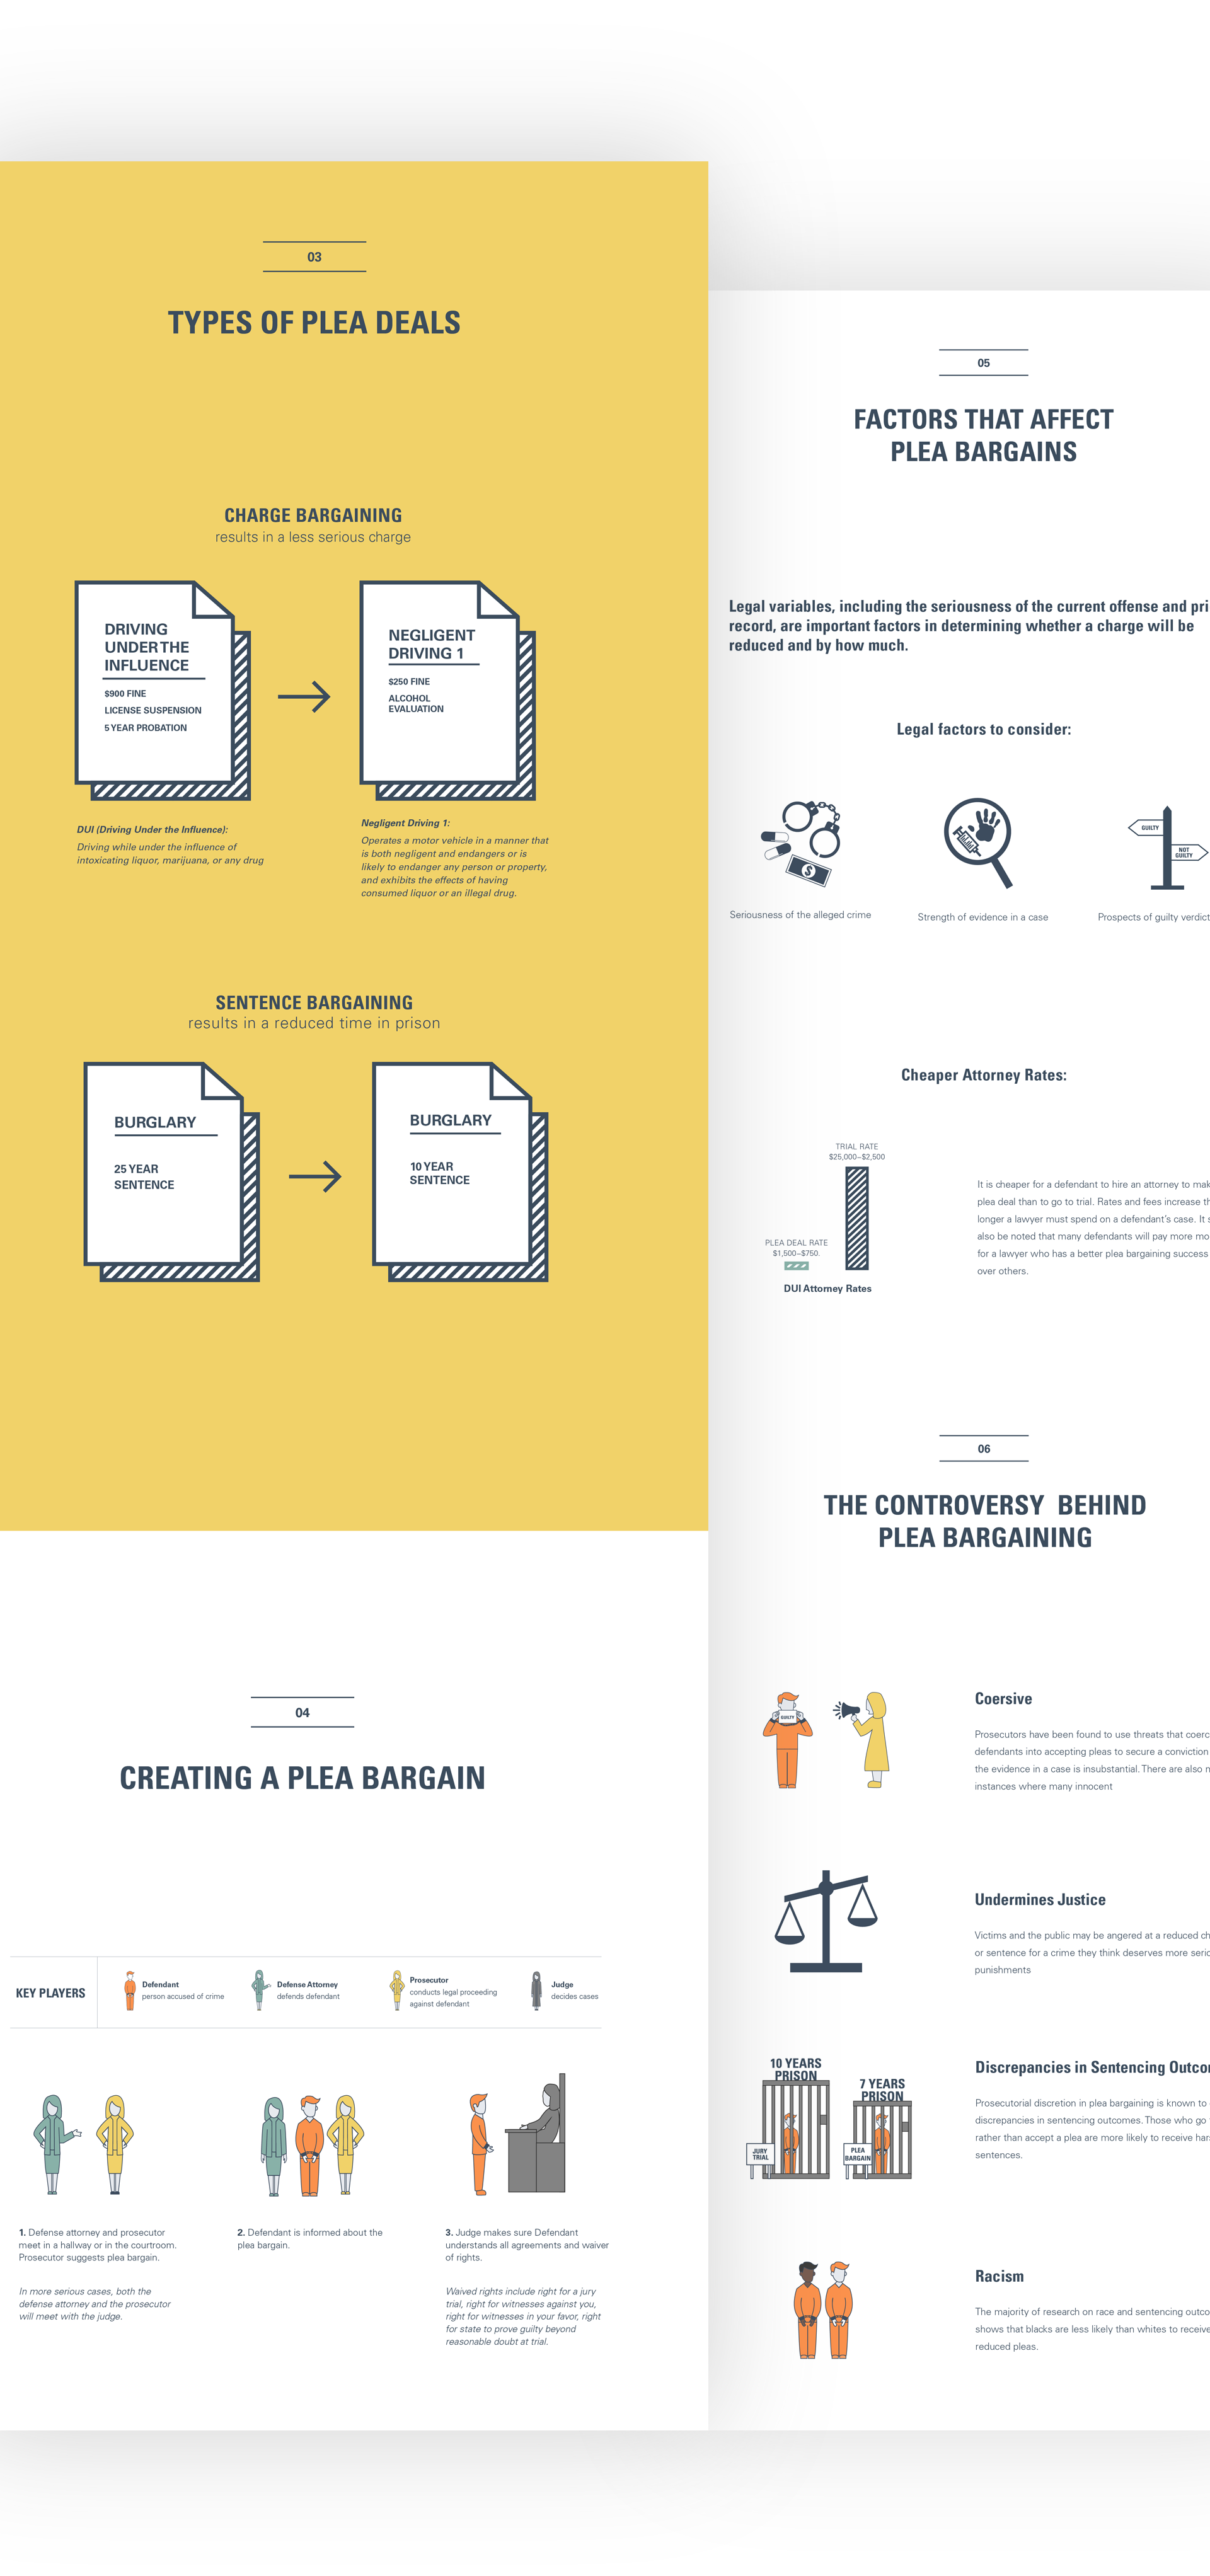 03
TYPES OF PLEA DEALS
CHARGE BARGAINING
results in a less serious charge
DRIVING
UNDER THE
INFLUENCE
$900 FINE
LICENSE SUSPENSION
5 YEAR PROBATION
NEGLIGENT
DRIVING 1
$250 FINE
ALCOHOL
EVALUATION
DUI (Driving Under the Influence):
Driving while under the influence of
intoxicating liquor, marijuana, or any drug
Negligent Driving 1:
Operates a motor vehicle in a manner that
is both negligent and endangers or is
likely to endanger any person or property,
and exhibits the effects of having
consumed liquor or an illegal drug.
SENTENCE BARGAINING
results in a reduced time in prison
BURGLARY
25 YEAR
SENTENCE
BURGLARY
10 YEAR
SENTENCE
04
CREATING A PLEA BARGAIN
KEY PLAYERS
Defendant
person accused of crime
Defense Attorney
defends defendant
Prosecutor
conducts legal proceeding
against defendant
Judge
decides cases
1. Defense attorney and prosecutor
meet in a hallway or in the courtroom.
Prosecutor suggests plea bargain.
In more serious cases, both the
defense attorney and the prosecutor
will meet with the judge.
2. Defendant is informed about the
plea bargain.
3. Judge makes sure Defendant
understands all agreements and waiver
of rights.
Waived rights include right for a jury
trial, right for witnesses against you,
right for witnesses in your favor, right
for state to prove guilty beyond
reasonable doubt at trial.
05
FACTORS THAT AFFECT
PLEA BARGAINS
Legal variables, including the seriousness of the current offense and pri
record, are important factors in determining whether a charge will be
reduced and by how much.
Legal factors to consider:
GUILTY
NOT
GUILTY
Seriousness of the alleged crime
Strength of evidence in a case
Prospects of guilty verdict
Cheaper Attorney Rates:
TRIAL RATE
$25,000–$2,500
PLEA DEAL RATE
$1,500–$750.
DUI Attorney Rates
It is cheaper for a defendant to hire an attorney to mak
plea deal than to go to trial. Rates and fees increase th
longer a lawyer must spend on a defendant's case. It s
also be noted that many defendants will pay more mo
for a lawyer who has a better plea bargaining success
over others.
06
THE CONTROVERSY BEHIND
PLEA BARGAINING
GUILTY
Coersive
Prosecutors have been found to use threats that coerc
defendants into accepting pleas to secure a conviction
the evidence in a case is insubstantial. There are also n
instances where many innocent
Undermines Justice
Victims and the public may be angered at a reduced ch
or sentence for a crime they think deserves more serio
punishments
10 YEARS
PRISON
7 YEARS
PRISON
JURY
TRIAL
PLEA
BARGAIN
Discrepancies in Sentencing Outco
Prosecutorial discretion in plea bargaining is known to
discrepancies in sentencing outcomes. Those who go
rather than accept a plea are more likely to receive har
sentences.
Racism
The majority of research on race and sentencing outco
shows that blacks are less likely than whites to receive
reduced pleas.